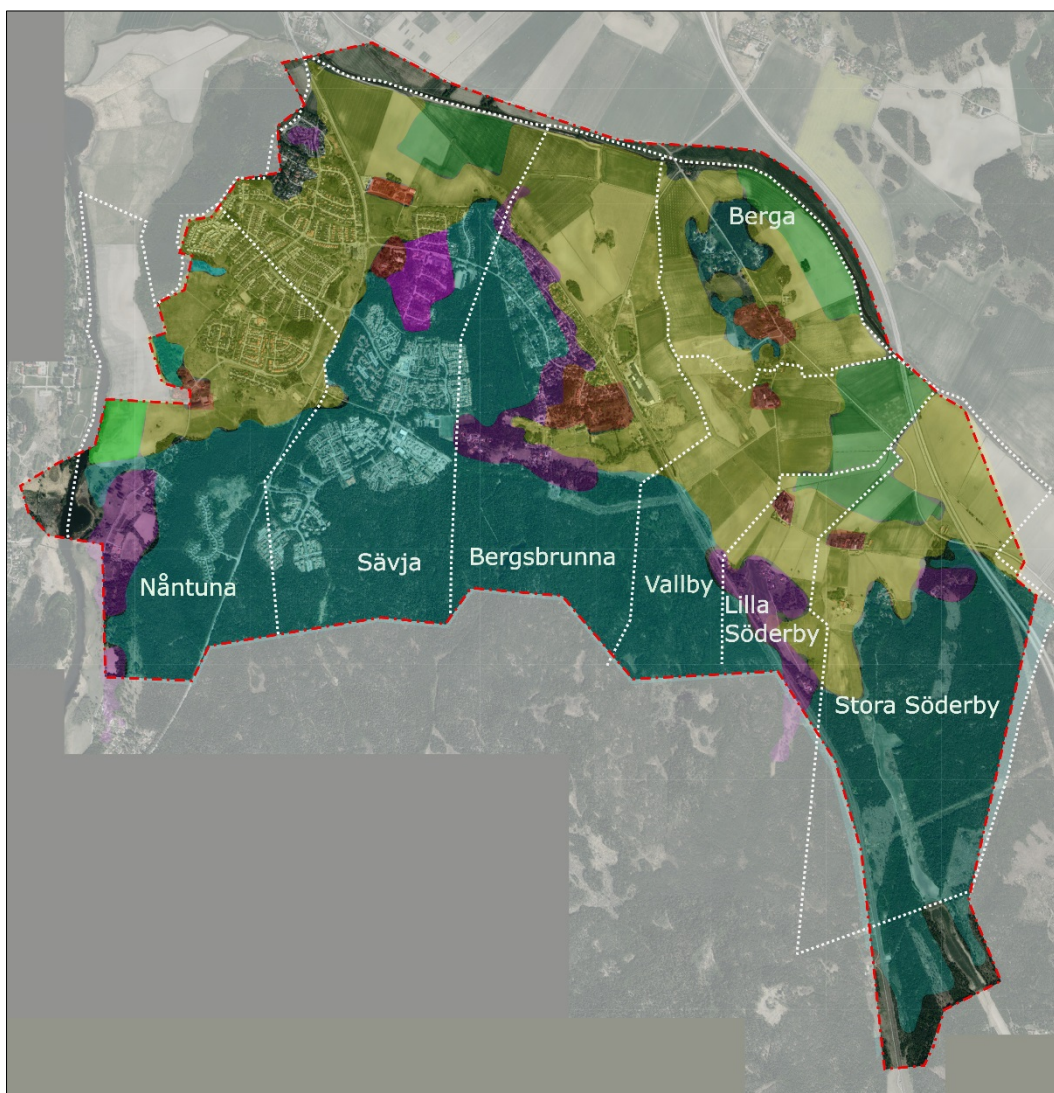 Berga
Nåntuna
Sävja
Bergsbrunna
Vallby
Lilla
Söderby
Stora Söderby